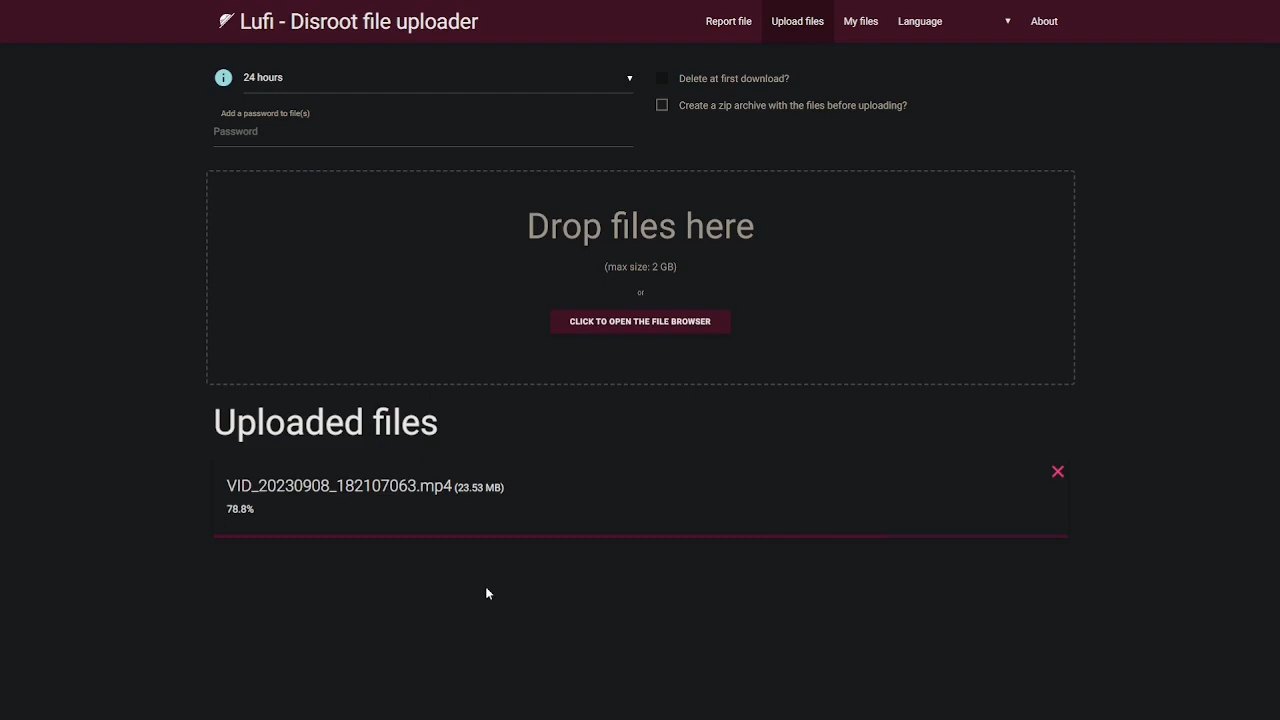 Lufi - Disroot file uploader
Report file
Upload files
My files
Language
About
24 hours
Delete at first download?
Add a password to file(s)
Password
Create a zip archive with the files before uploading?
Drop files here
(max size: 2 GB)
or
CLICK TO OPEN THE FILE BROWSER
Uploaded files
VID_20230908_182107063.mp4 (23.53 MB)
78.8%